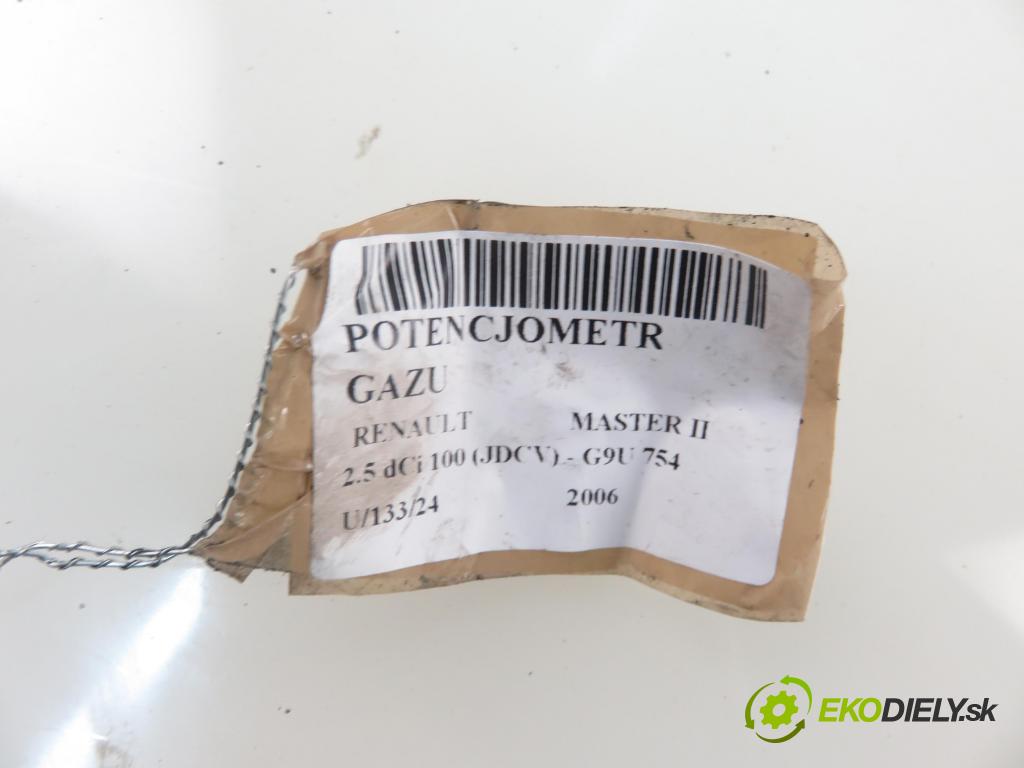 POTENCJOMETR
GAZU
RENAULT MASTER II
2.5 dCi 100 (JDCV) - G9U 754
U/133/24 2006
EKODIELY.sk